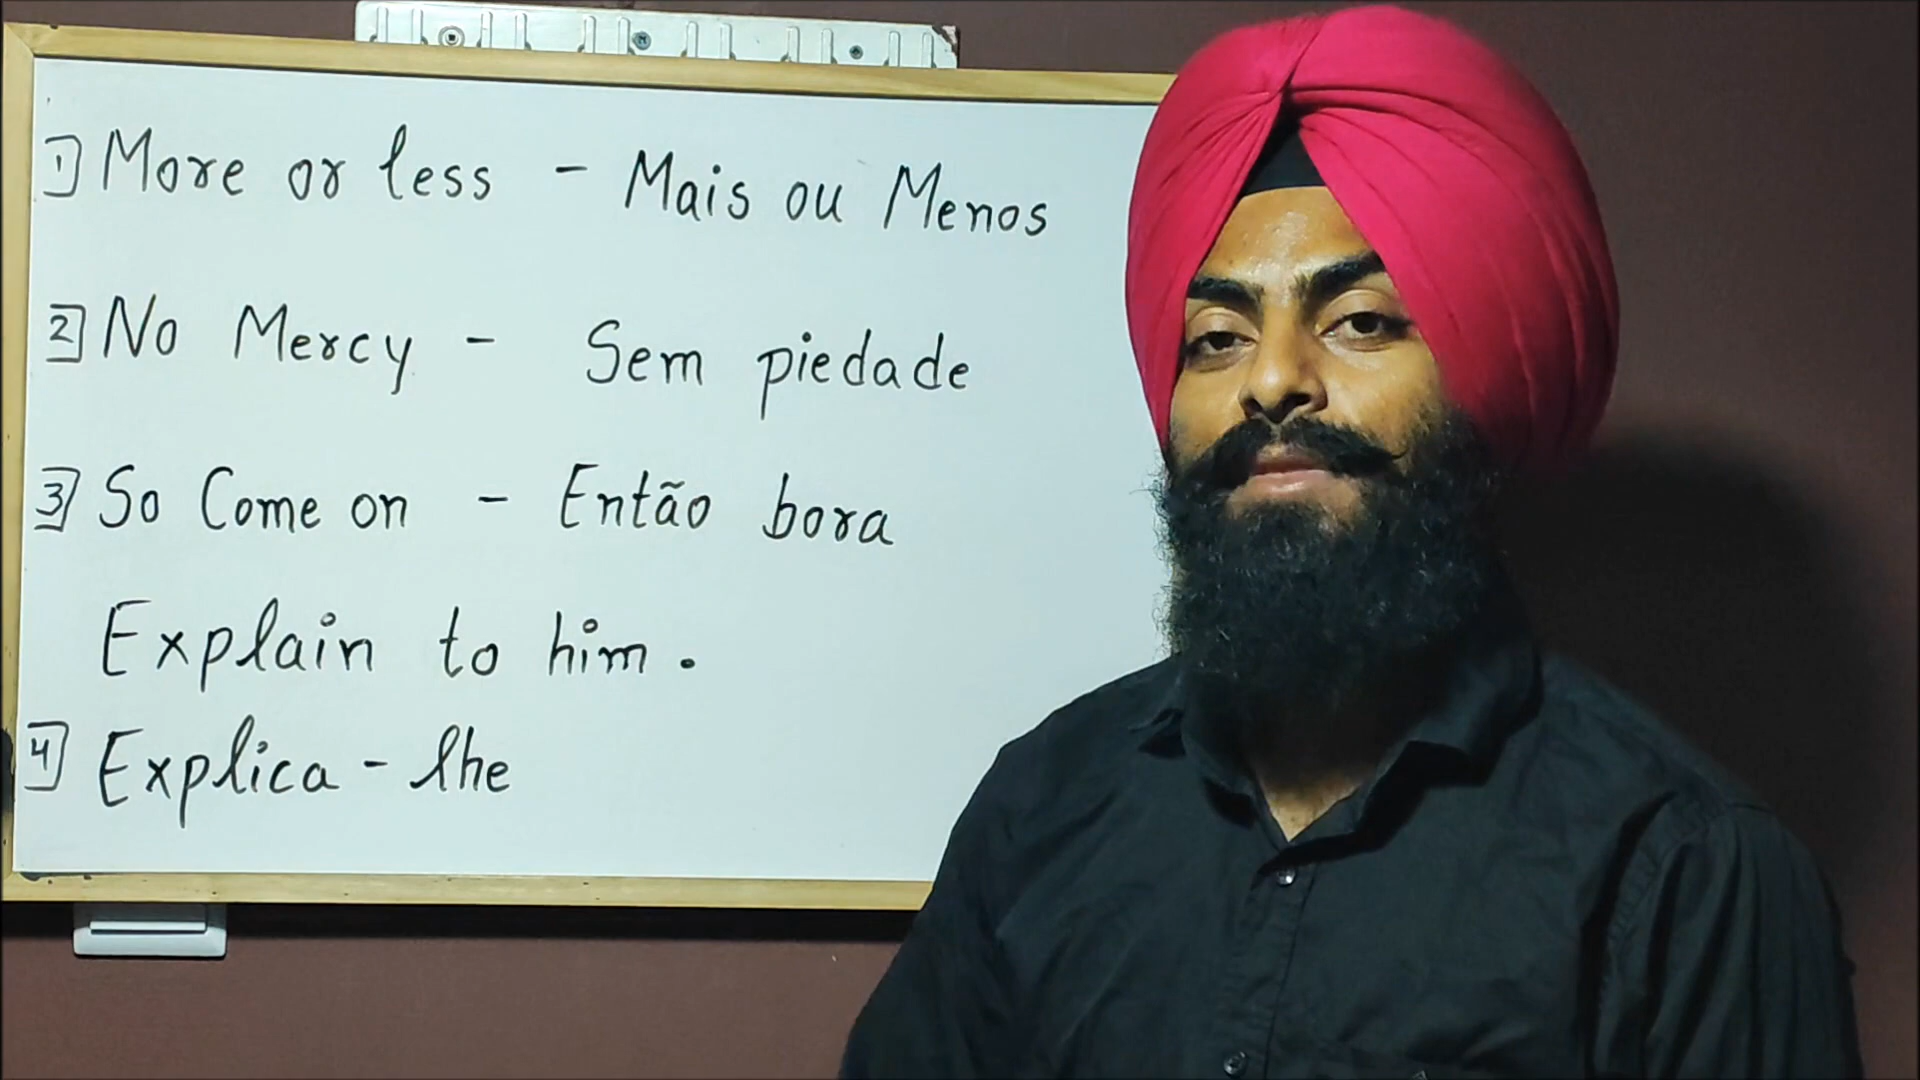 1] More or less - Mais ou Menos
2] No Mercy - Sem piedade
3] So Come on - Então bora
Explain to him.
4] Explica - lhe